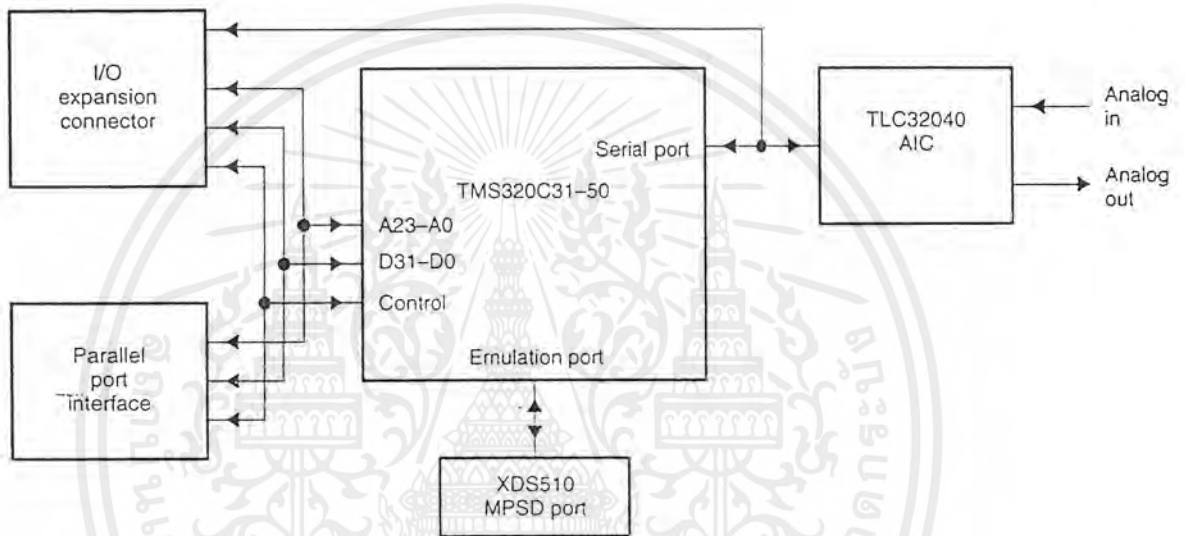 I/O
expansion
connector
TLC32040
AIC
Analog
in
Analog
out
Serial port
TMS320C31–50
A23–A0
D31–D0
Control
Emulation port
Parallel
port
interface
XDS510
MPSD port